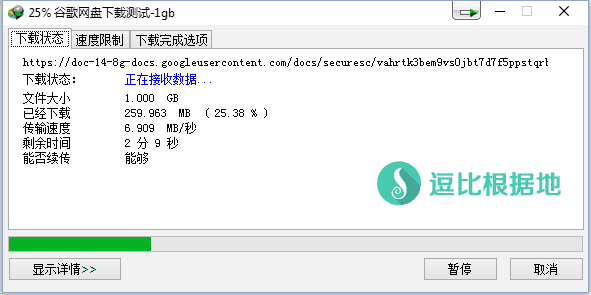 25% 谷歌网盘下载测试-1gb
下载状态 速度限制 下载完成选项
https://doc-14-8g-docs.googleusercontent.com/docs/securesc/vahrtk3bem9vs0jbt7d7f5ppstqrh
下载状态： 正在接收数据...
文件大小 1.000 GB
已经下载 259.963 MB （ 25.38 % ）
传输速度 6.909 MB/秒
剩余时间 2 分 9 秒
能否续传 能够
逗比根据地
显示详情>> 暂停 取消